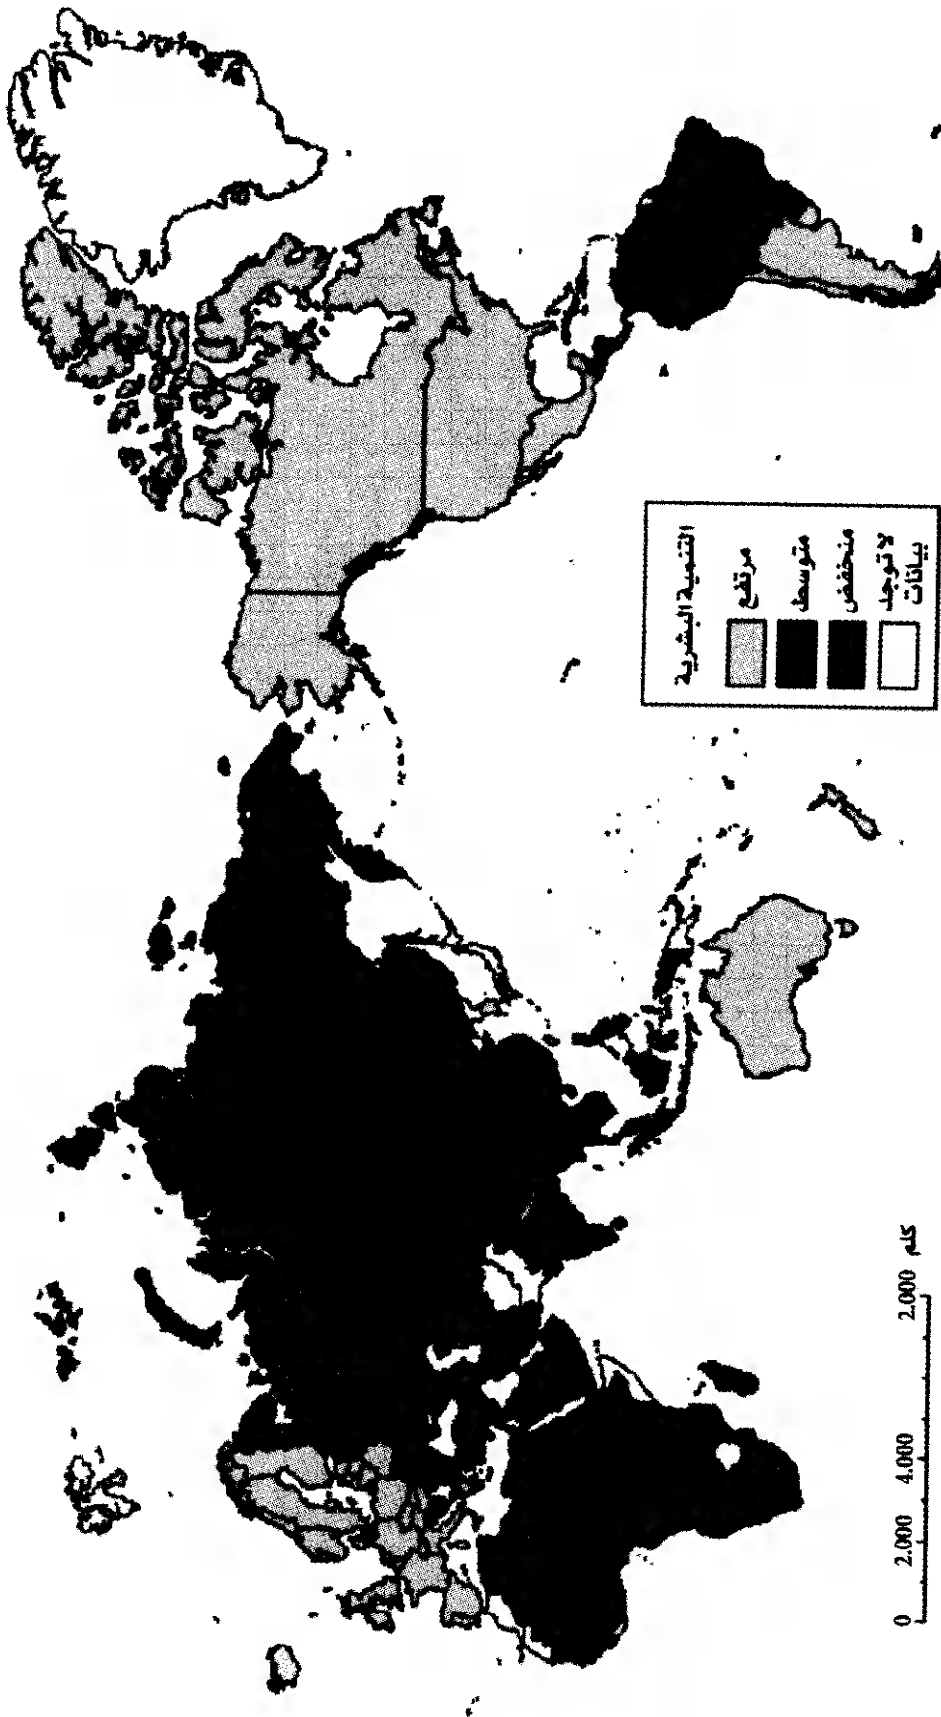 التنمية البشرية
مرتفع
متوسط
منخفض
لا توجد
بيانات
0 2.000 4.000 2.000 كلم